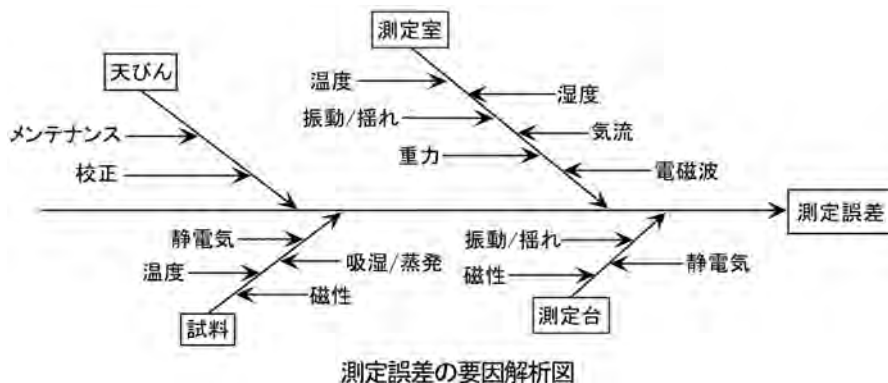 測定室
天びん
温度
湿度
振動/揺れ
メンテナンス
気流
重力
校正
電磁波
測定誤差
静電気
振動/揺れ
吸湿/蒸発
静電気
温度
磁性
磁性
試料
測定台
測定誤差の要因解析図